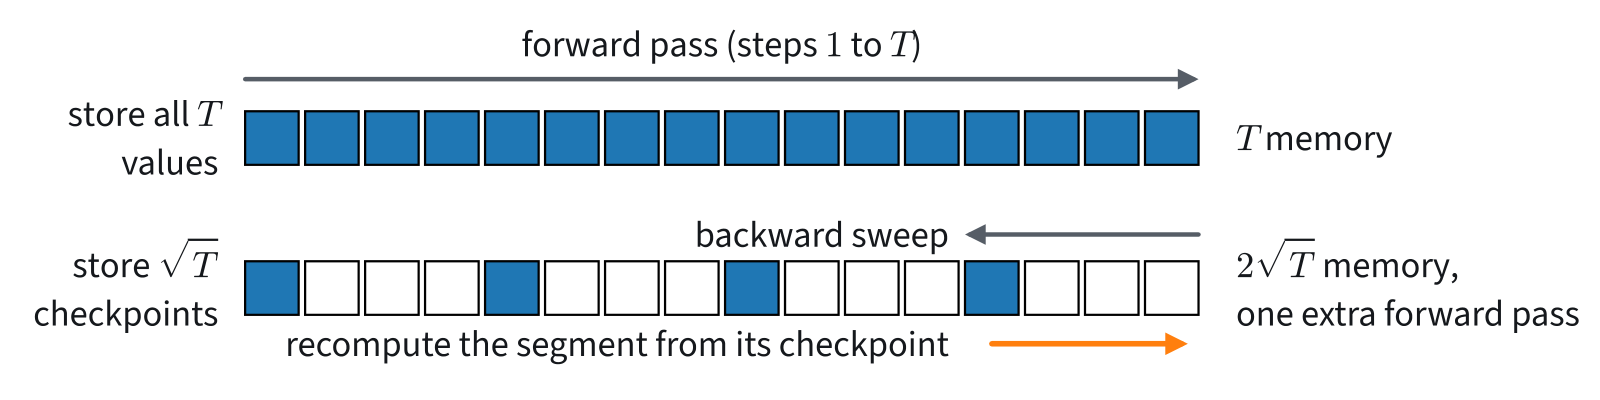 forward pass (steps 1 to T)
store all T
values
T memory
backward sweep
store √T
checkpoints
2√T memory,
one extra forward pass
recompute the segment from its checkpoint